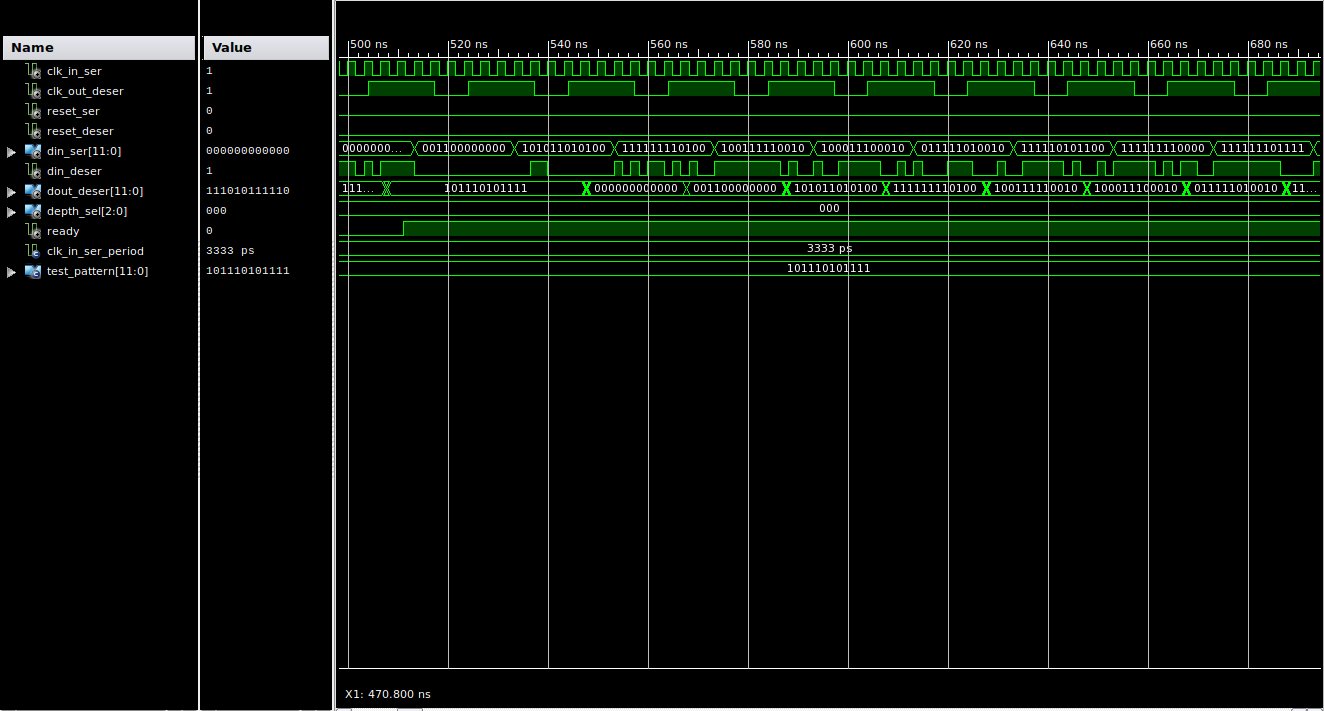 Name Value
500 ns 520 ns 540 ns 560 ns 580 ns 600 ns 620 ns 640 ns 660 ns 680 ns
clk_in_ser 1
clk_out_deser 1
reset_ser 0
reset_deser 0
din_ser[11:0] 000000000000 0000000... 001100000000 101011010100 111111110100 100111110010 100011100010 011111010010 111110101100 111111110000 111111101111
din_deser 1
dout_deser[11:0] 111010111110 111... 101110101111 000000000000 001100000000 101011010100 111111110100 100111110010 100011100010 011111010010 11...
depth_sel[2:0] 000 000
ready 0
clk_in_ser_period 3333 ps 3333 ps
test_pattern[11:0] 101110101111 101110101111
X1: 470.800 ns